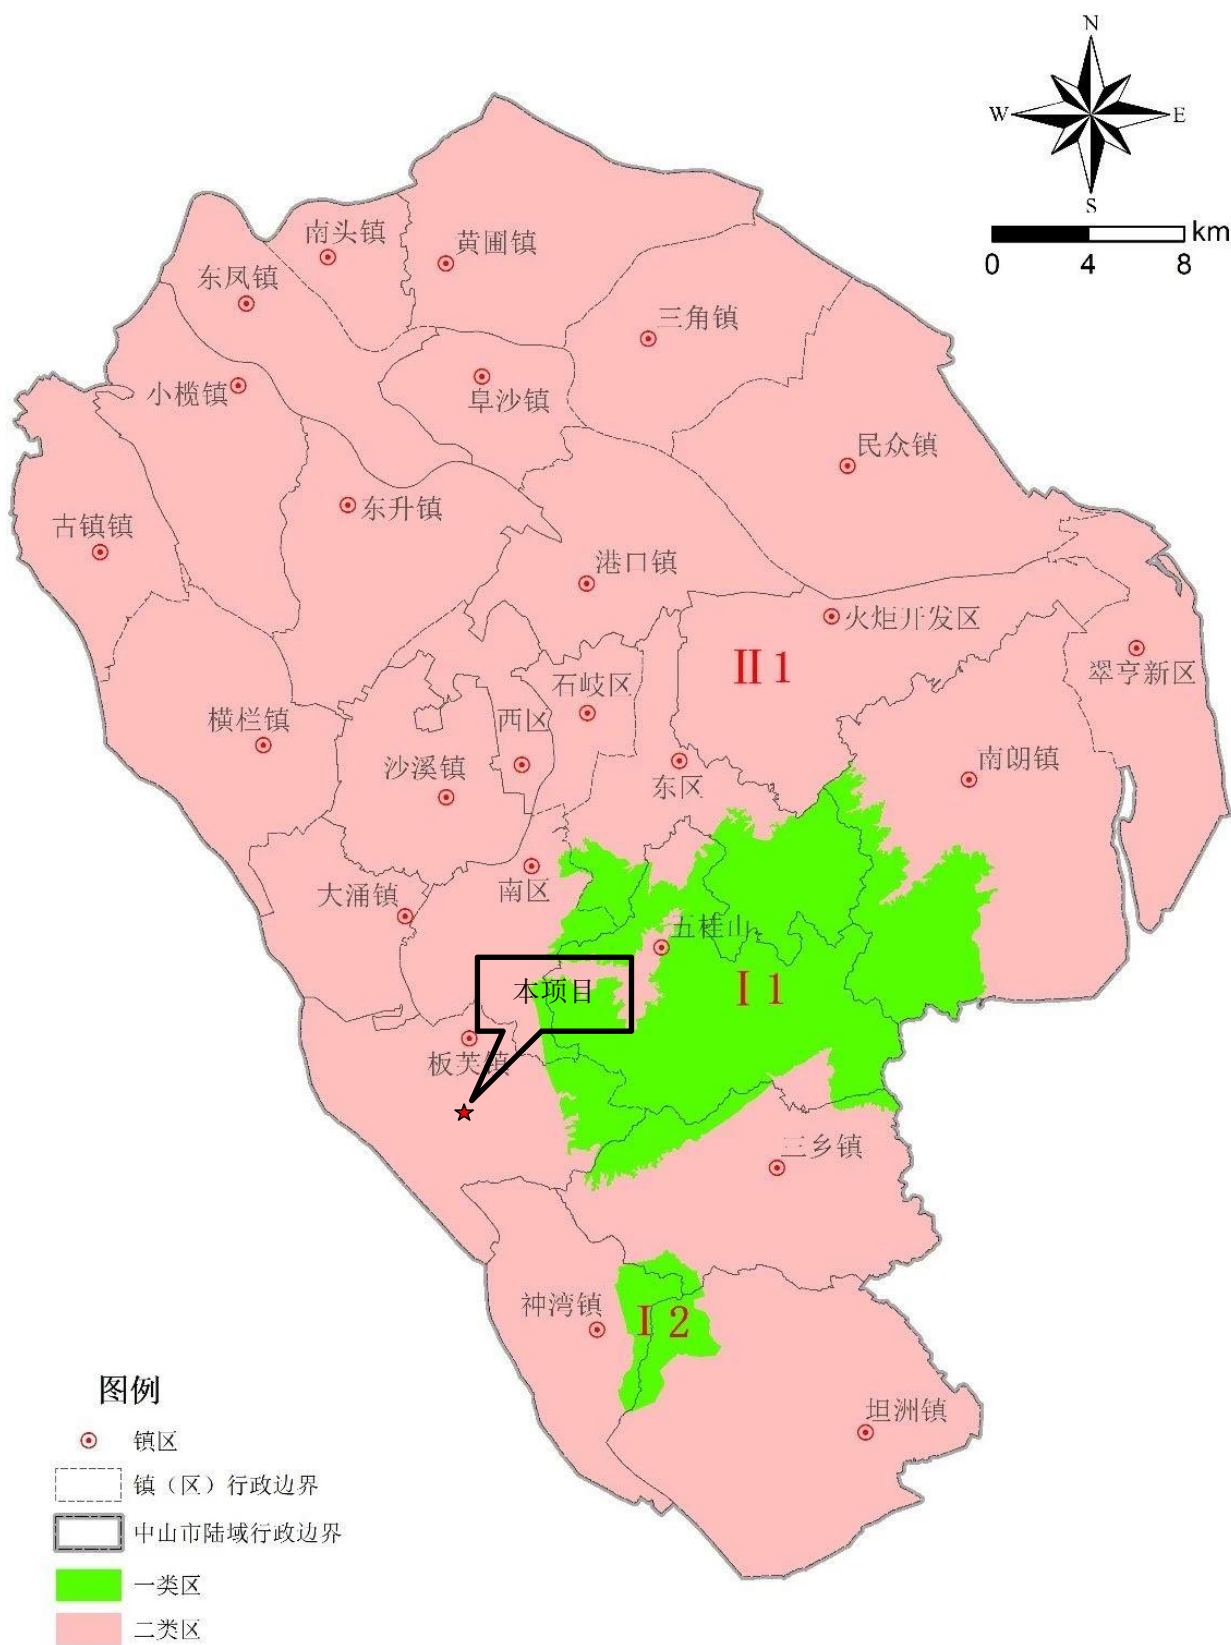 N
W
E
S
km
0 4 8
南头镇
黄圃镇
东凤镇
三角镇
小榄镇
阜沙镇
民众镇
东升镇
古镇镇
港口镇
火炬开发区
Ⅱ1
翠亨新区
石岐区
横栏镇
西区
沙溪镇
东区
南朗镇
南区
大涌镇
五桂山
本项目
Ⅰ1
板芙镇
三乡镇
神湾镇
Ⅰ2
坦洲镇
图例
镇区
镇（区）行政边界
中山市陆域行政边界
一类区
二类区